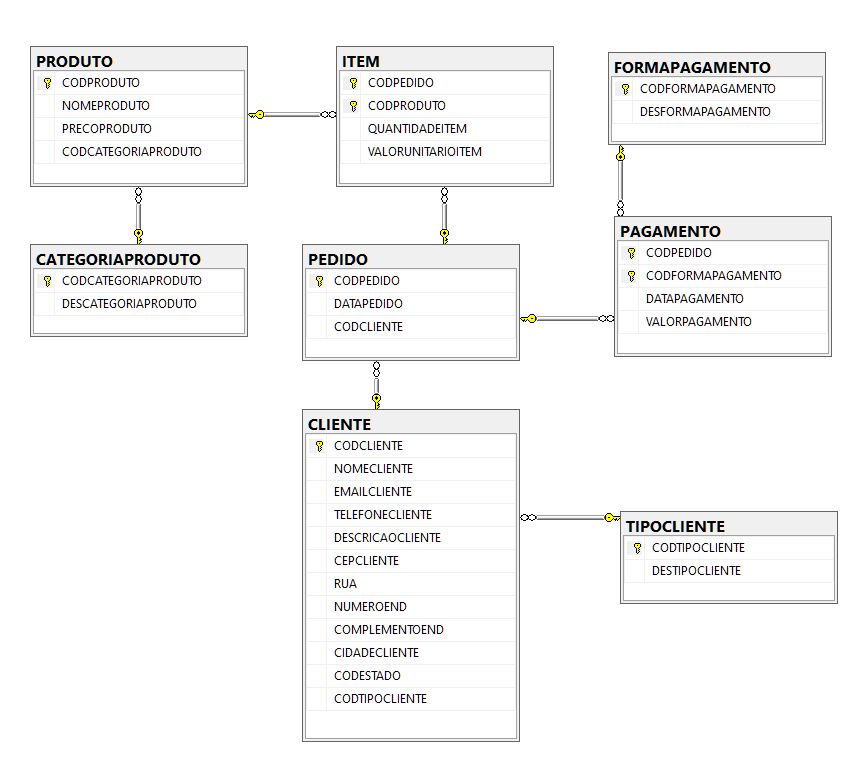 PRODUTO
CODPRODUTO
NOMEPRODUTO
PRECOPRODUTO
CODCATEGORIAPRODUTO
ITEM
CODPEDIDO
CODPRODUTO
QUANTIDADEITEM
VALORUNITARIOITEM
FORMAPAGAMENTO
CODFORMAPAGAMENTO
DESFORMAPAGAMENTO
CATEGORIAPRODUTO
CODCATEGORIAPRODUTO
DESCATEGORIAPRODUTO
PEDIDO
CODPEDIDO
DATAPEDIDO
CODCLIENTE
PAGAMENTO
CODPEDIDO
CODFORMAPAGAMENTO
DATAPAGAMENTO
VALORPAGAMENTO
CLIENTE
CODCLIENTE
NOMECLIENTE
EMAILCLIENTE
TELEFONECLIENTE
DESCRICAOCLIENTE
CEPCLIENTE
RUA
NUMEROEND
COMPLEMENTOEND
CIDADECLIENTE
CODESTADO
CODTIPOCLIENTE
TIPOCLIENTE
CODTIPOCLIENTE
DESTIPOCLIENTE